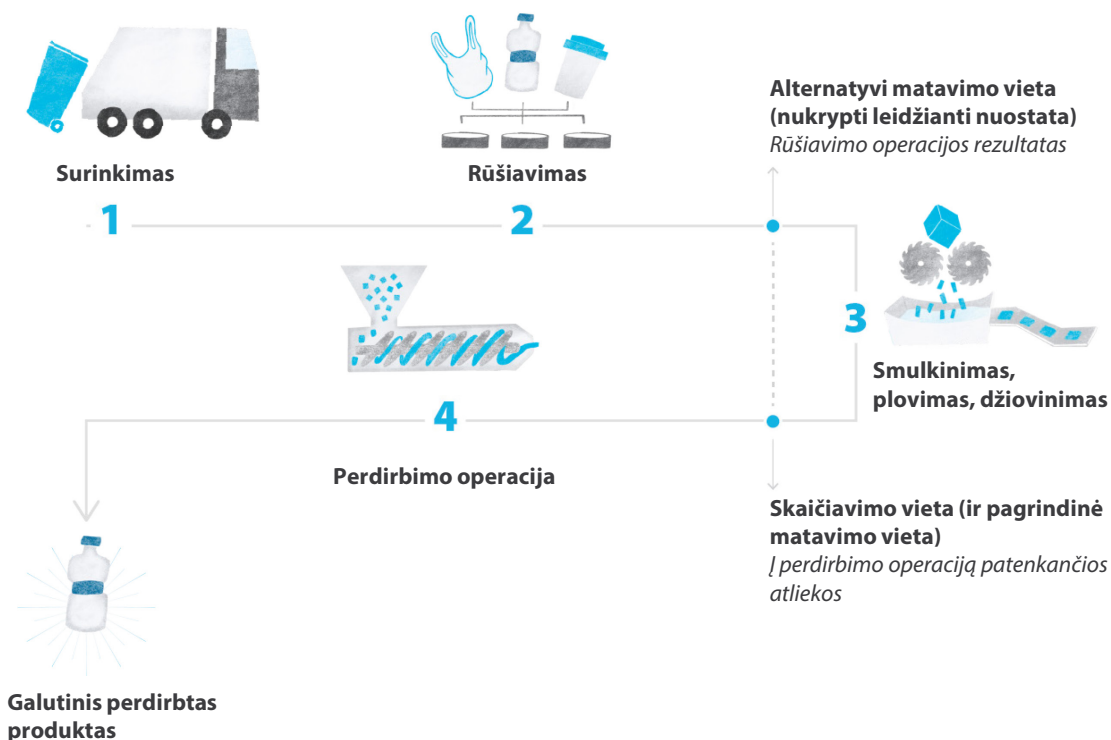 Surinkimas
1
Rūšiavimas
2
Alternatyvi matavimo vieta
(nukrypti leidžianti nuostata)
Rūšiavimo operacijos rezultatas
3
Smulkinimas,
plovimas, džiovinimas
4
Perdirbimo operacija
Skaičiavimo vieta (ir pagrindinė
matavimo vieta)
Į perdirbimo operaciją patenkančios
atliekos
Galutinis perdirbtas
produktas